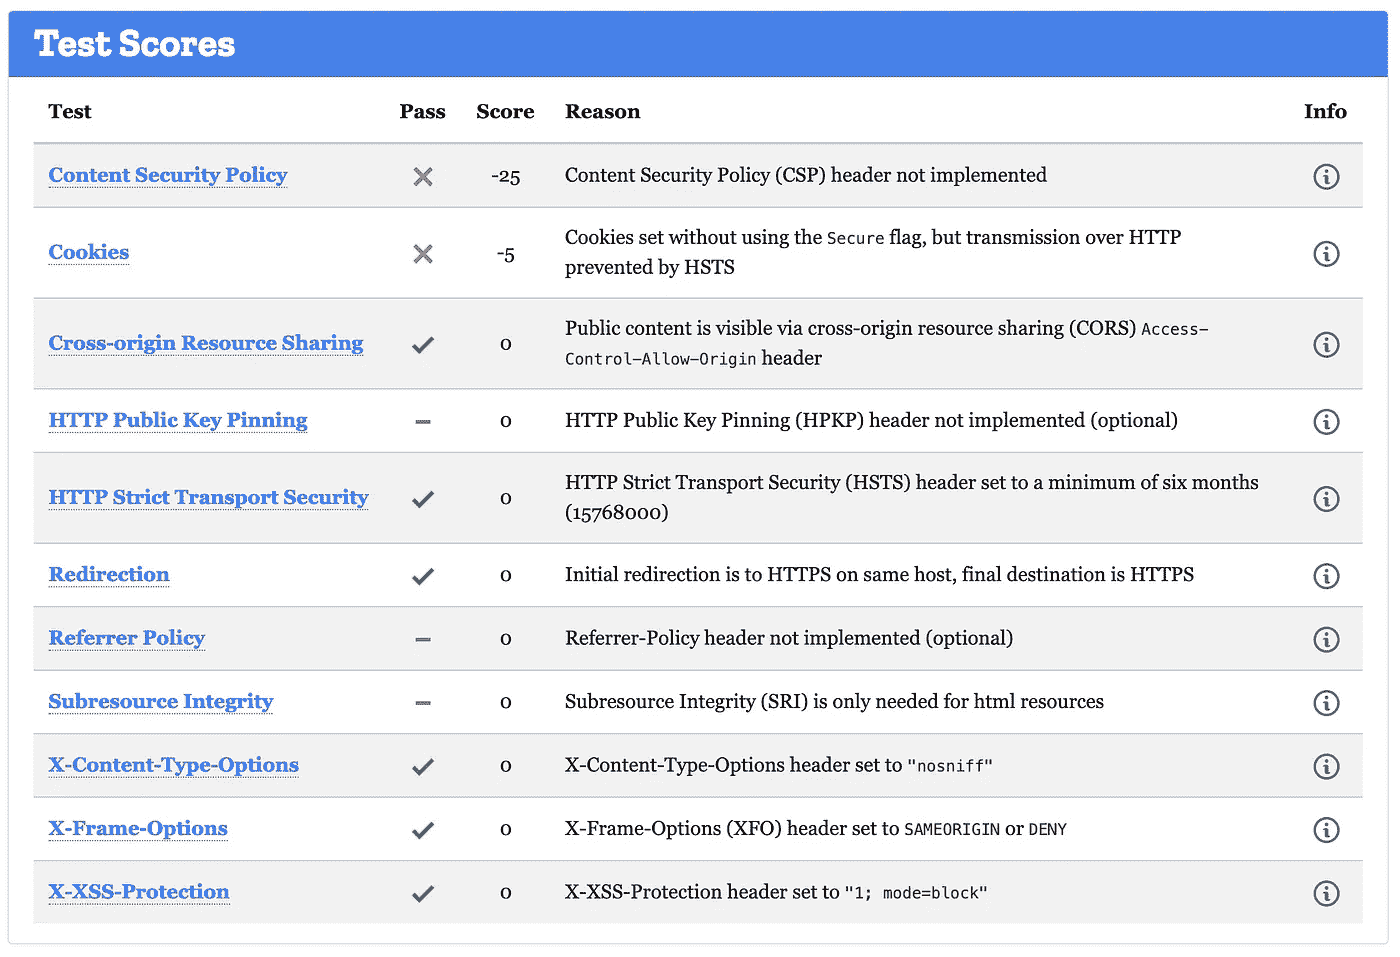 Test Scores
Test Pass Score Reason Info
Content Security Policy -25 Content Security Policy (CSP) header not implemented
Cookies -5 Cookies set without using the Secure flag, but transmission over HTTP
prevented by HSTS
Cross-origin Resource Sharing 0 Public content is visible via cross-origin resource sharing (CORS) Access-
Control-Allow-Origin header
HTTP Public Key Pinning 0 HTTP Public Key Pinning (HPKP) header not implemented (optional)
HTTP Strict Transport Security 0 HTTP Strict Transport Security (HSTS) header set to a minimum of six months
(15768000)
Redirection 0 Initial redirection is to HTTPS on same host, final destination is HTTPS
Referrer Policy 0 Referrer-Policy header not implemented (optional)
Subresource Integrity 0 Subresource Integrity (SRI) is only needed for html resources
X-Content-Type-Options 0 X-Content-Type-Options header set to "nosniff"
X-Frame-Options 0 X-Frame-Options (XFO) header set to SAMEORIGIN or DENY
X-XSS-Protection 0 X-XSS-Protection header set to "1; mode=block"